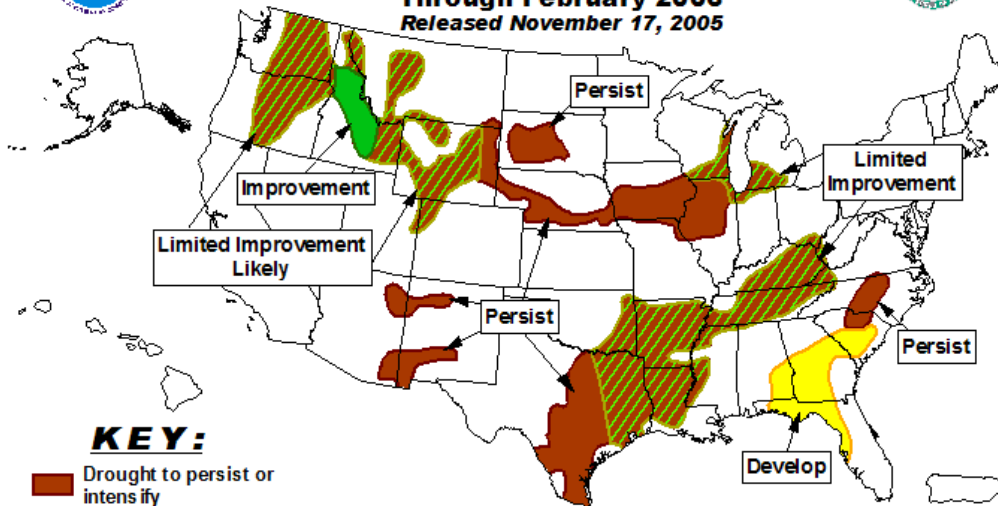 Through February 2006
Released November 17, 2005
Persist
Limited
Improvement
Improvement
Limited Improvement
Likely
Persist
Persist
Develop
KEY:
Drought to persist or
intensify